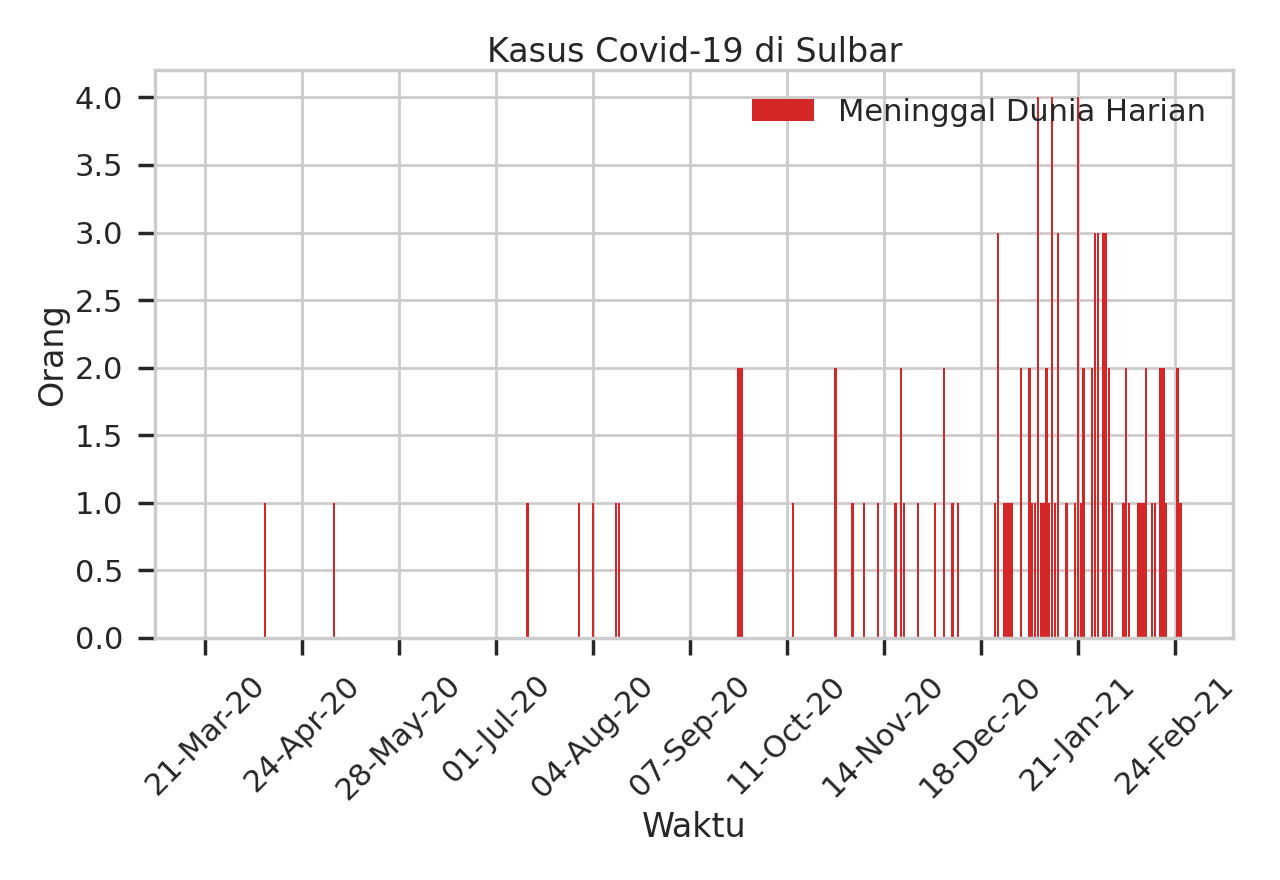 Kasus Covid-19 di Sulbar
Meninggal Dunia Harian
4.0
3.5
3.0
2.5
2.0
1.5
1.0
0.5
0.0
Orang
21-Mar-20
24-Apr-20
28-May-20
01-Jul-20
04-Aug-20
07-Sep-20
11-Oct-20
14-Nov-20
18-Dec-20
21-Jan-21
24-Feb-21
Waktu